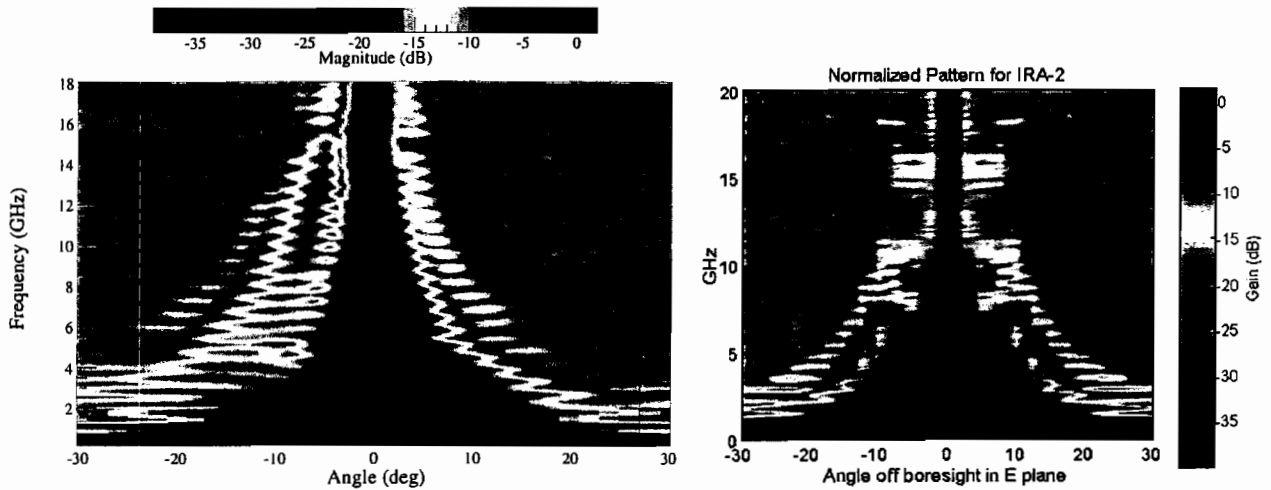 -35 -30 -25 -20 -15 -10 -5 0
Magnitude (dB)
18
16
14
12
10
8
6
4
2
Frequency (GHz)
-30 -20 -10 0 10 20 30
Angle (deg)
Normalized Pattern for IRA-2
20
15
10
5
0
GHz
-30 -20 -10 0 10 20 30
Angle off boresight in E plane
0
-5
-10
-15
-20
-25
-30
-35
Gain (dB)